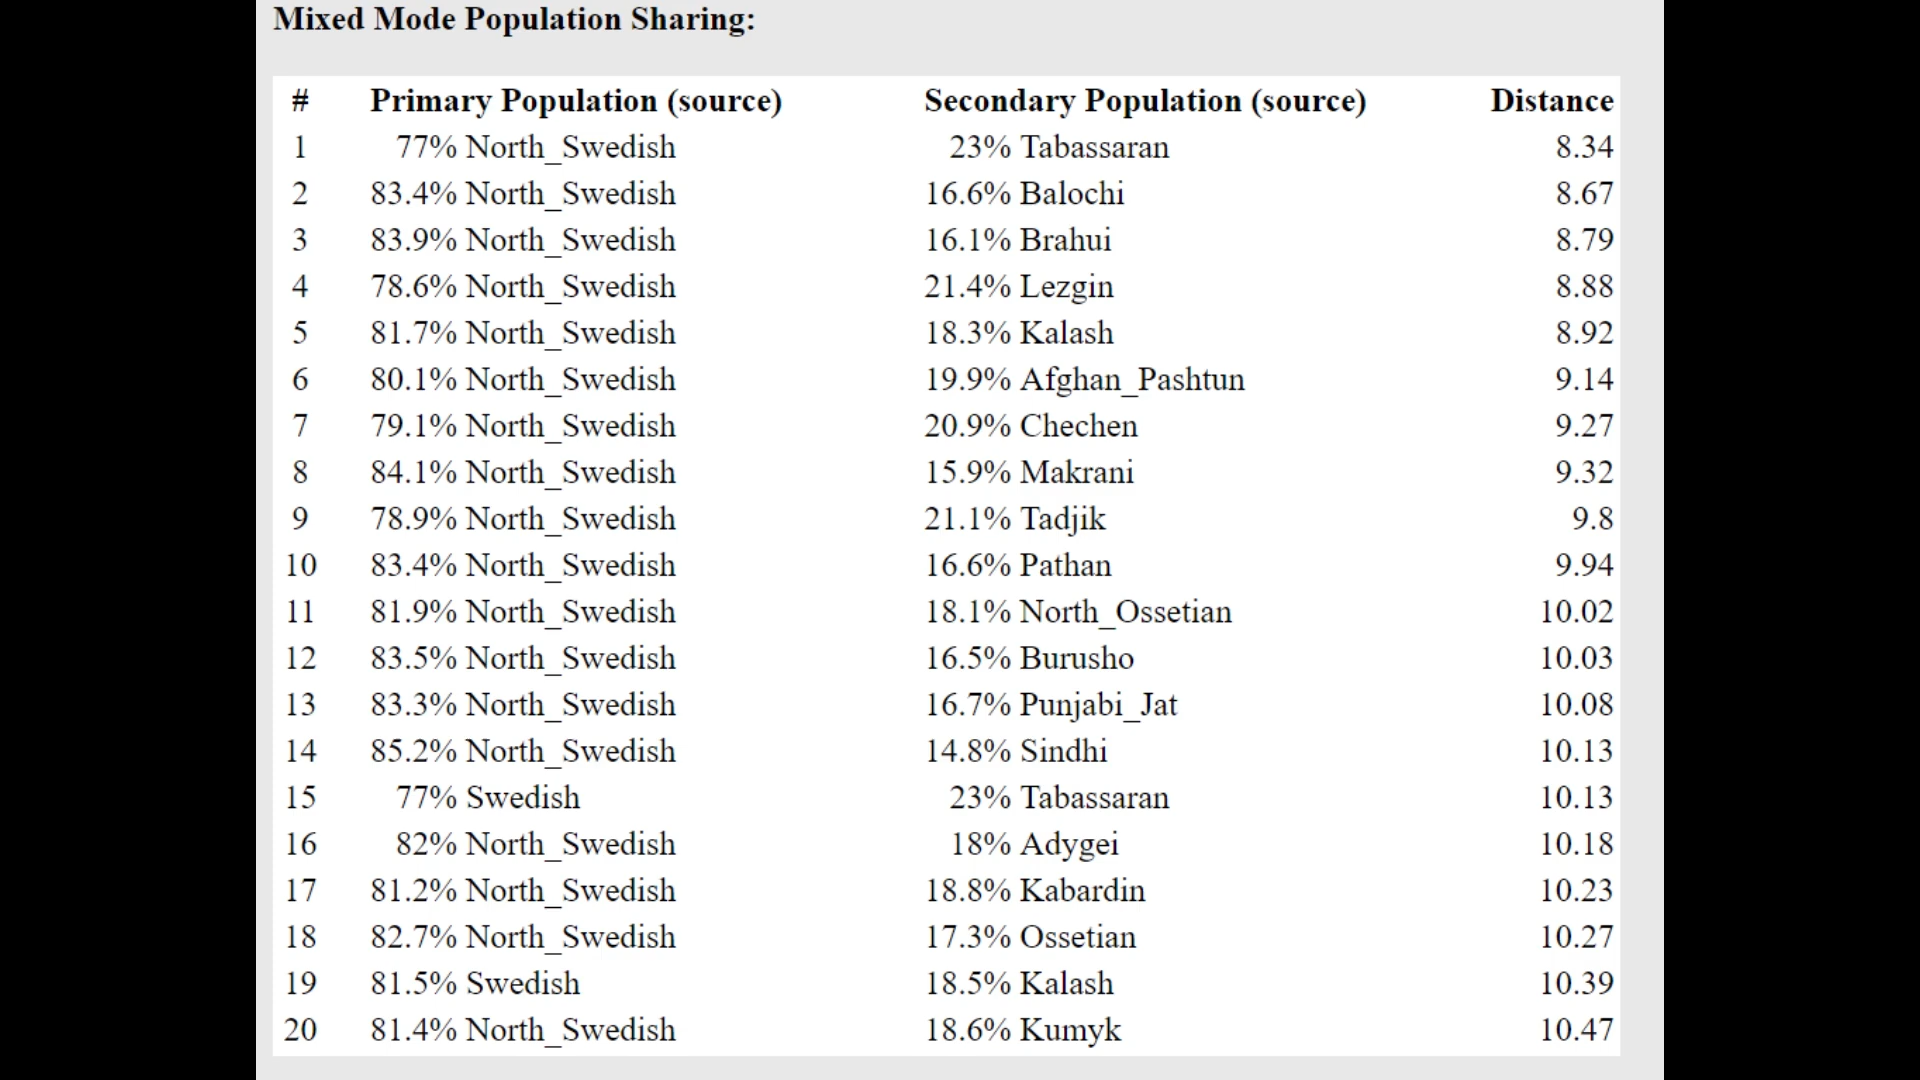 Mixed Mode Population Sharing:
# Primary Population (source) Secondary Population (source) Distance
1 77% North_Swedish 23% Tabassaran 8.34
2 83.4% North_Swedish 16.6% Balochi 8.67
3 83.9% North_Swedish 16.1% Brahui 8.79
4 78.6% North_Swedish 21.4% Lezgin 8.88
5 81.7% North_Swedish 18.3% Kalash 8.92
6 80.1% North_Swedish 19.9% Afghan_Pashtun 9.14
7 79.1% North_Swedish 20.9% Chechen 9.27
8 84.1% North_Swedish 15.9% Makrani 9.32
9 78.9% North_Swedish 21.1% Tadjik 9.8
10 83.4% North_Swedish 16.6% Pathan 9.94
11 81.9% North_Swedish 18.1% North_Ossetian 10.02
12 83.5% North_Swedish 16.5% Burusho 10.03
13 83.3% North_Swedish 16.7% Punjabi_Jat 10.08
14 85.2% North_Swedish 14.8% Sindhi 10.13
15 77% Swedish 23% Tabassaran 10.13
16 82% North_Swedish 18% Adygei 10.18
17 81.2% North_Swedish 18.8% Kabardin 10.23
18 82.7% North_Swedish 17.3% Ossetian 10.27
19 81.5% Swedish 18.5% Kalash 10.39
20 81.4% North_Swedish 18.6% Kumyk 10.47